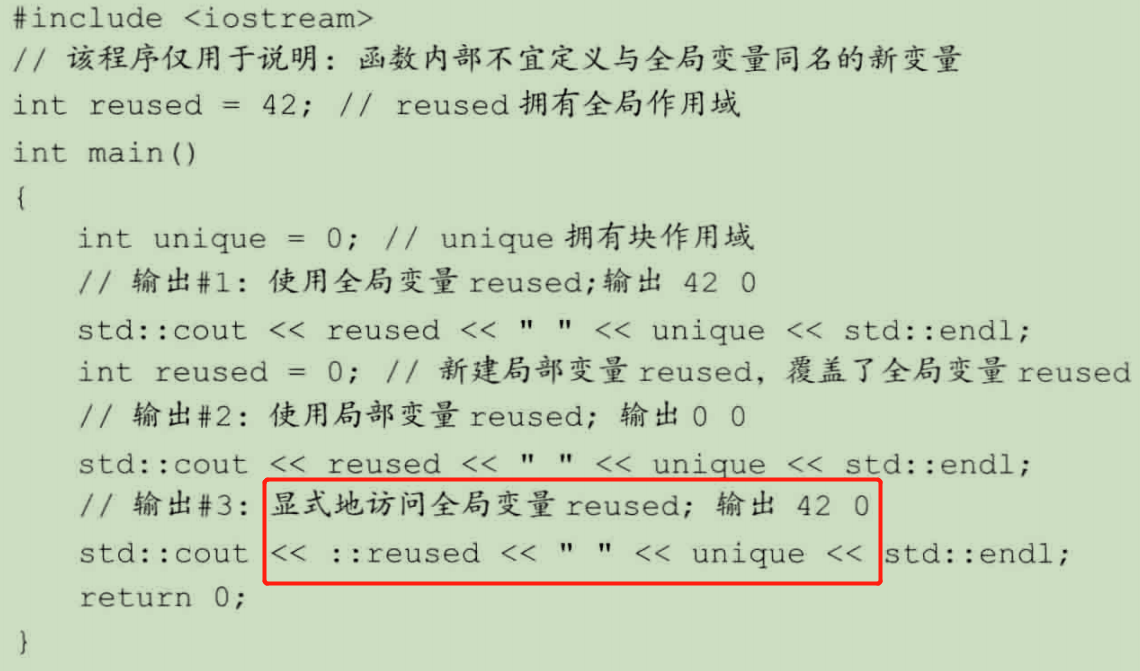 #include <iostream>
// 该程序仅用于说明：函数内部不宜定义与全局变量同名的新变量
int reused = 42; // reused 拥有全局作用域
int main()
{
int unique = 0; // unique 拥有块作用域
// 输出#1：使用全局变量 reused;输出 42 0
std::cout << reused << " " << unique << std::endl;
int reused = 0; // 新建局部变量 reused，覆盖了全局变量 reused
// 输出#2：使用局部变量 reused; 输出 0 0
std::cout << reused << " " << unique << std::endl;
// 输出#3：显式地访问全局变量 reused; 输出 42 0
std::cout << ::reused << " " << unique << std::endl;
return 0;
}